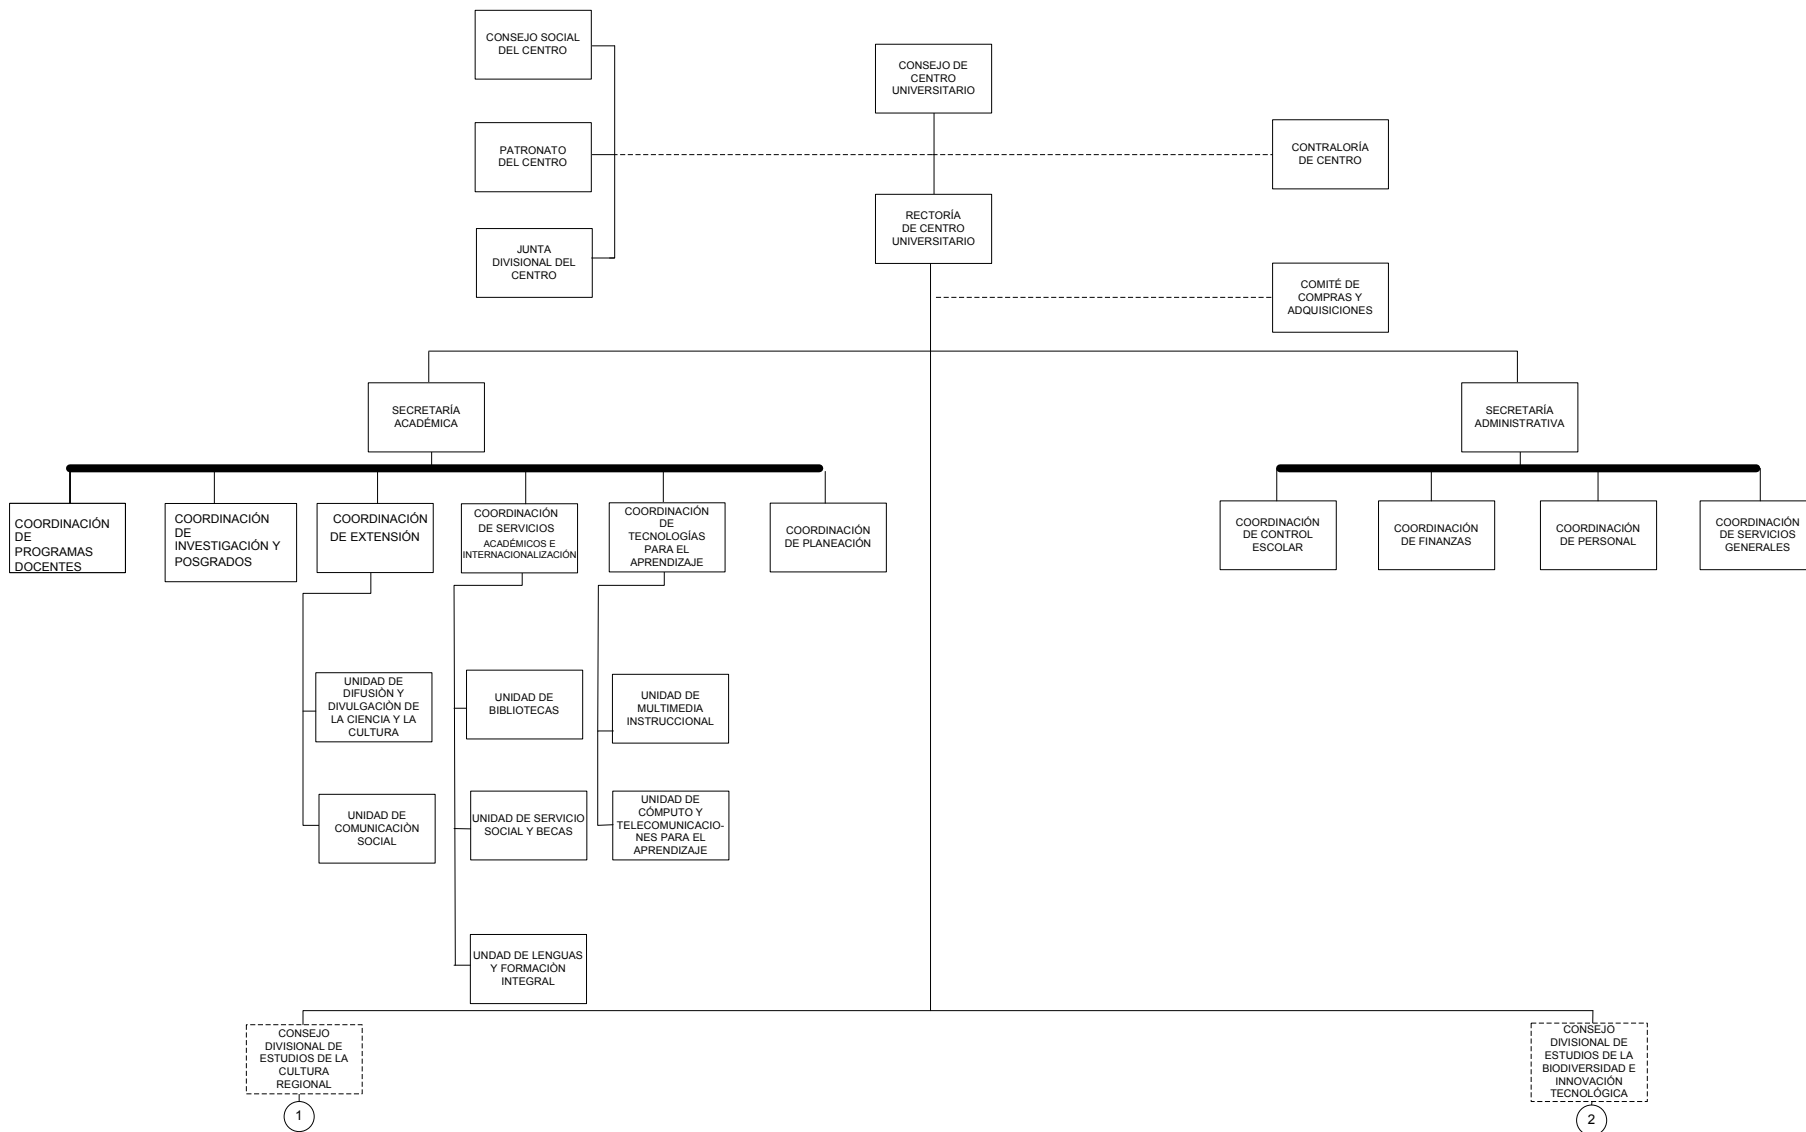 CONSEJO SOCIAL
DEL CENTRO
CONSEJO DE
CENTRO
UNIVERSITARIO
PATRONATO
DEL CENTRO
CONTRALORÍA
DE CENTRO
RECTORÍA
DE CENTRO
UNIVERSITARIO
JUNTA
DIVISIONAL DEL
CENTRO
COMITÉ DE
COMPRAS Y
ADQUISICIONES
SECRETARÍA
ACADÉMICA
SECRETARÍA
ADMINISTRATIVA
COORDINACIÓN
DE
PROGRAMAS
DOCENTES
COORDINACIÓN
DE
INVESTIGACIÓN Y
POSGRADOS
COORDINACIÓN
DE EXTENSIÓN
COORDINACIÓN
DE SERVICIOS
ACADÉMICOS E
INTERNACIONALIZACIÓN
COORDINACIÓN
DE
TECNOLOGÍAS
PARA EL
APRENDIZAJE
COORDINACIÓN
DE PLANEACIÓN
COORDINACIÓN
DE CONTROL
ESCOLAR
COORDINACIÓN
DE FINANZAS
COORDINACIÓN
DE PERSONAL
COORDINACIÓN
DE SERVICIOS
GENERALES
UNIDAD DE
DIFUSIÒN Y
DIVULGACIÒN DE
LA CIENCIA Y LA
CULTURA
UNIDAD DE
BIBLIOTECAS
UNIDAD DE
MULTIMEDIA
INSTRUCCIONAL
UNIDAD DE
COMUNICACIÒN
SOCIAL
UNIDAD DE SERVICIO
SOCIAL Y BECAS
UNIDAD DE
CÓMPUTO Y
TELECOMUNICACIO-
NES PARA EL
APRENDIZAJE
UNDAD DE LENGUAS
Y FORMACIÒN
INTEGRAL
CONSEJO
DIVISIONAL DE
ESTUDIOS DE LA
CULTURA
REGIONAL
1
CONSEJO
DIVISIONAL DE
ESTUDIOS DE LA
BIODIVERSIDAD E
INNOVACIÓN
TECNOLÓGICA
2